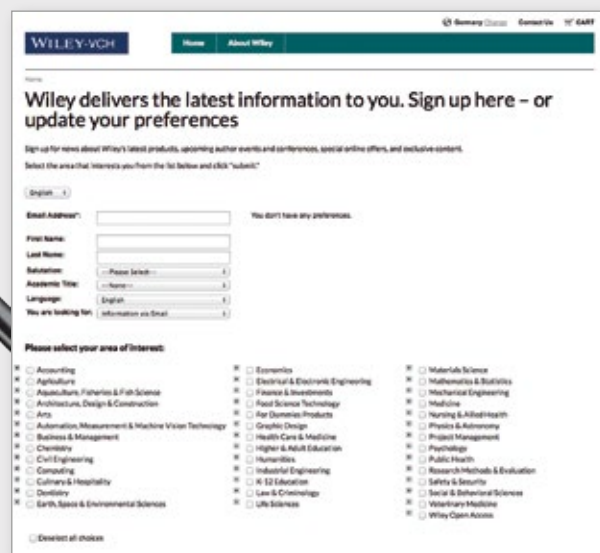 Germany Change Contact Us CART
WILEY-VCH
Home About Wiley
Home
Wiley delivers the latest information to you. Sign up here – or
update your preferences
Sign up for news about Wiley's latest products, upcoming author events and conferences, special online offers, and exclusive content.
Select the area that interests you from the list below and click "submit."
English
Email Address*: You don't have any preferences.
First Name:
Last Name:
Salutation: --Please Select--
Academic Title: --None--
Language: English
You are looking for: Information via Email
Please select your area of interest:
Accounting
Agriculture
Aquaculture, Fisheries & Fish Science
Architecture, Design & Construction
Arts
Automation, Measurement & Machine Vision Technology
Business & Management
Chemistry
Civil Engineering
Computing
Culinary & Hospitality
Dentistry
Earth, Space & Environmental Sciences
Economics
Electrical & Electronic Engineering
Finance & Investments
Food Science Technology
For Dummies Products
Graphic Design
Health Care & Medicine
Higher & Adult Education
Humanities
Industrial Engineering
K-12 Education
Law & Criminology
Life Sciences
Materials Science
Mathematics & Statistics
Mechanical Engineering
Medicine
Nursing & Allied Health
Physics & Astronomy
Project Management
Psychology
Public Health
Research Methods & Evaluation
Safety & Security
Social & Behavioral Sciences
Veterinary Medicine
Wiley Open Access
Deselect all choices